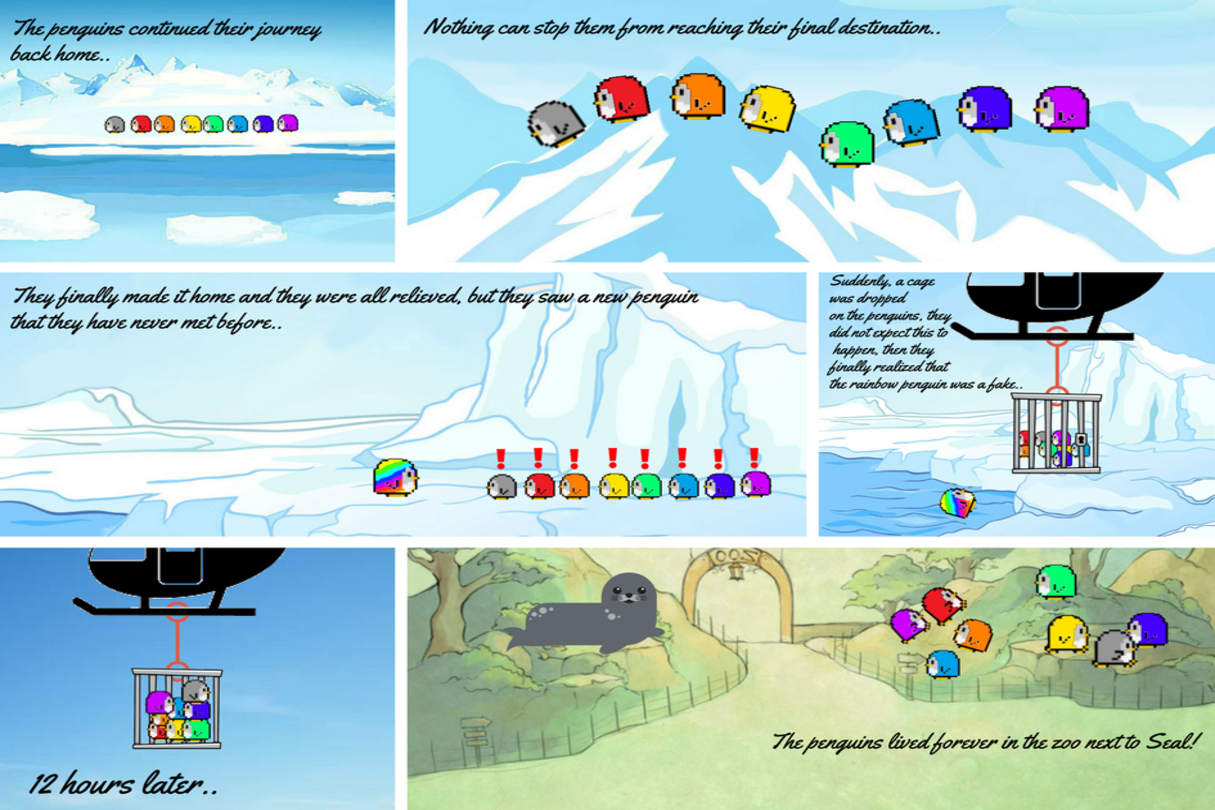 The penguins continued their journey
back home..
Nothing can stop them from reaching their final destination..
They finally made it home and they were all relieved, but they saw a new penguin
that they have never met before..
Suddenly, a cage
was dropped
on the penguins, they
did not expect this to
happen, then they
finally realized that
the rainbow penguin was a fake..
12 hours later..
The penguins lived forever in the zoo next to Seal!